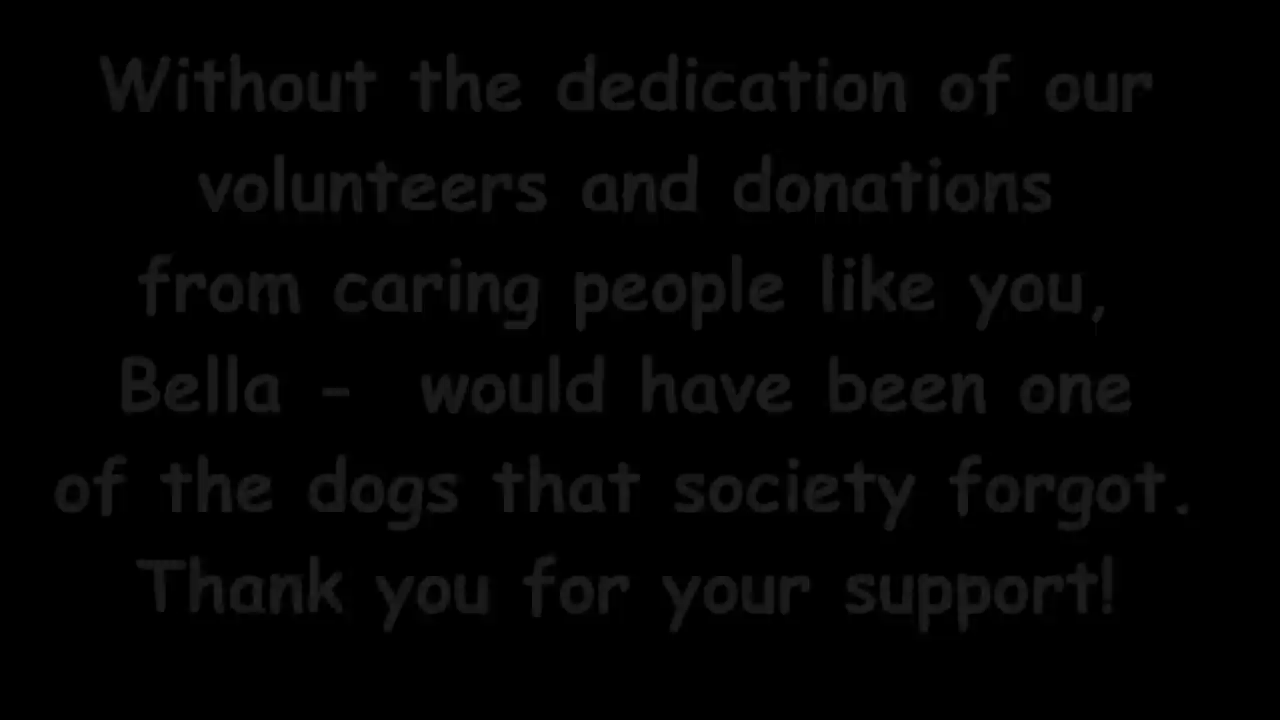 Without the dedication of our
volunteers and donations
from caring people like you,
Bella -  would have been one
of the dogs that society forgot.
Thank you for your support!